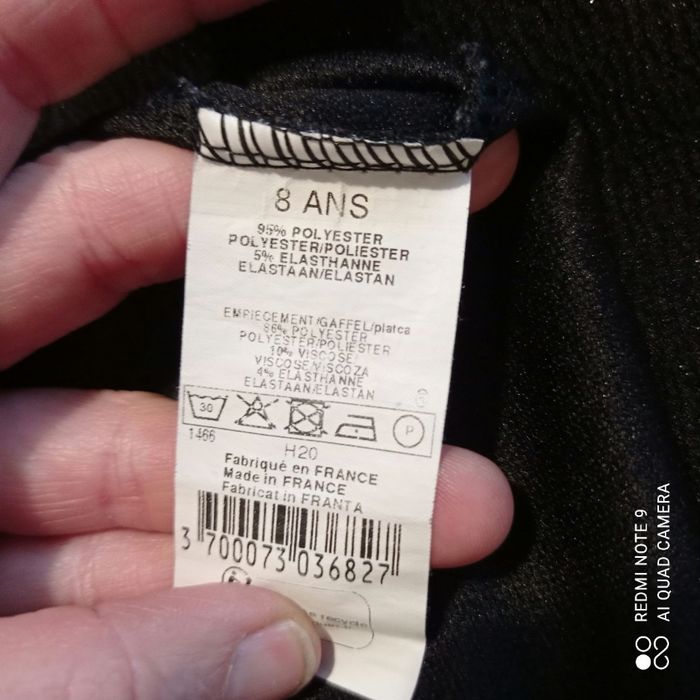 8 ANS
95% POLYESTER
POLYESTER/POLIESTER
5% ELASTHANNE
ELASTAAN/ELASTAN
EMPIECEMENT/GAFFEL/platca
86% POLYESTER
POLYESTER/POLIESTER
10% VISCOSE/
VISCOSE/VISCOZA
4% ELASTHANNE
ELASTAAN/ELASTAN
30
P
1466
H20
Fabriqué en FRANCE
Made in FRANCE
Fabricat in FRANTA
3 700073 036827
recycle
REDMI NOTE 9
AI QUAD CAMERA